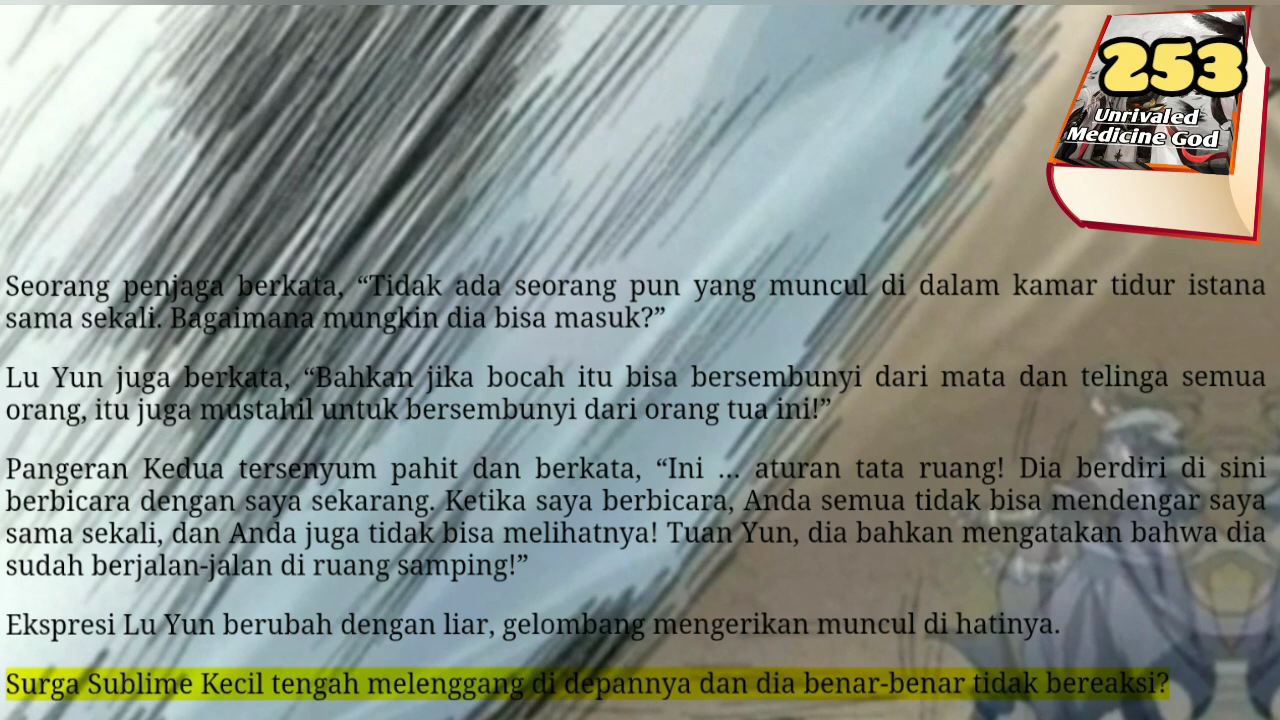 253
Unrivaled
Medicine God
Seorang penjaga berkata, “Tidak ada seorang pun yang muncul di dalam kamar tidur istana
sama sekali. Bagaimana mungkin dia bisa masuk?”
Lu Yun juga berkata, “Bahkan jika bocah itu bisa bersembunyi dari mata dan telinga semua
orang, itu juga mustahil untuk bersembunyi dari orang tua ini!”
Pangeran Kedua tersenyum pahit dan berkata, “Ini ... aturan tata ruang! Dia berdiri di sini
berbicara dengan saya sekarang. Ketika saya berbicara, Anda semua tidak bisa mendengar saya
sama sekali, dan Anda juga tidak bisa melihatnya! Tuan Yun, dia bahkan mengatakan bahwa dia
sudah berjalan-jalan di ruang samping!”
Ekspresi Lu Yun berubah dengan liar, gelombang mengerikan muncul di hatinya.
Surga Sublime Kecil tengah melenggang di depannya dan dia benar-benar tidak bereaksi?